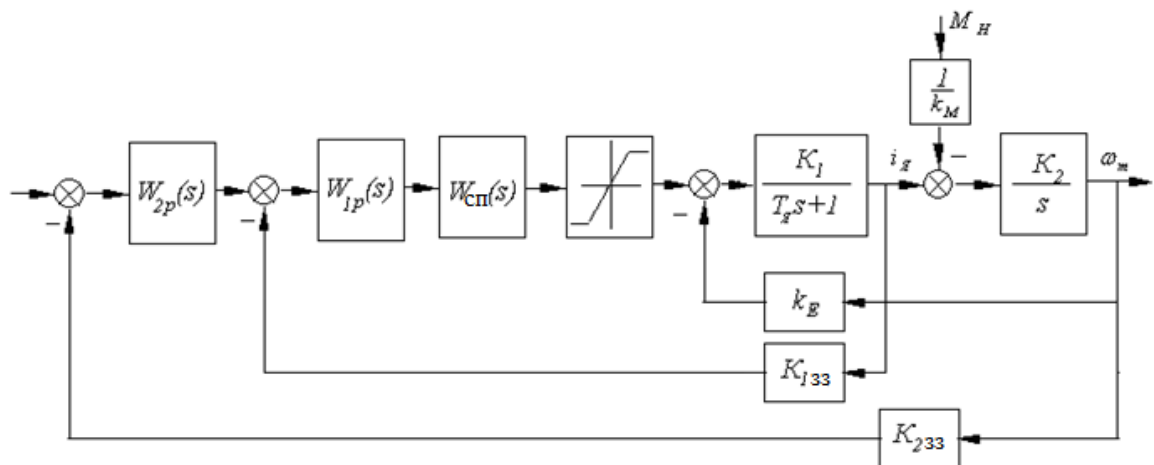 M_H
1
k_M
W_2p(s)
W_1p(s)
W_СП(s)
K_1
T_я s+1
i_я
K_2
s
ω_m
−
−
−
−
k_E
K_1ЗЗ
K_2ЗЗ